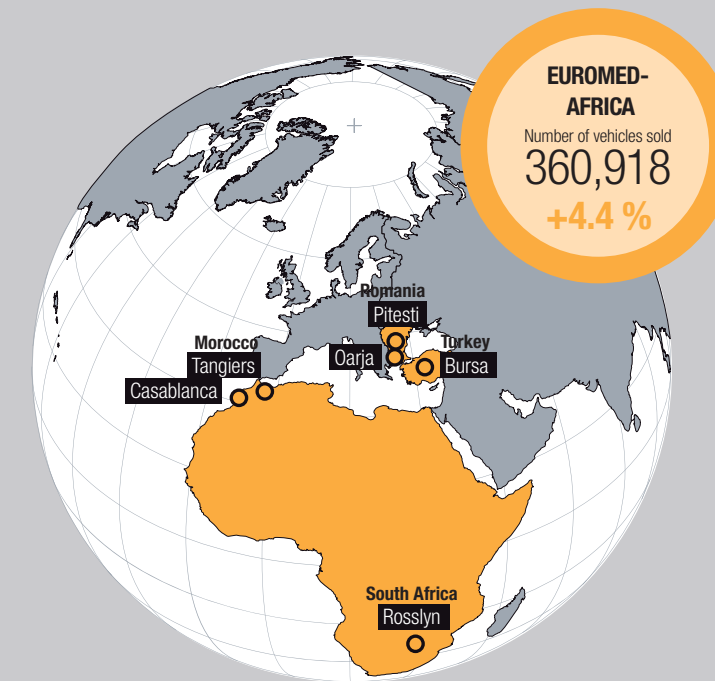 EUROMED-
AFRICA
Number of vehicles sold
360,918
+4.4 %
Romania
Pitesti
Morocco
Tangiers
Casablanca
Oarja
Turkey
Bursa
South Africa
Rosslyn